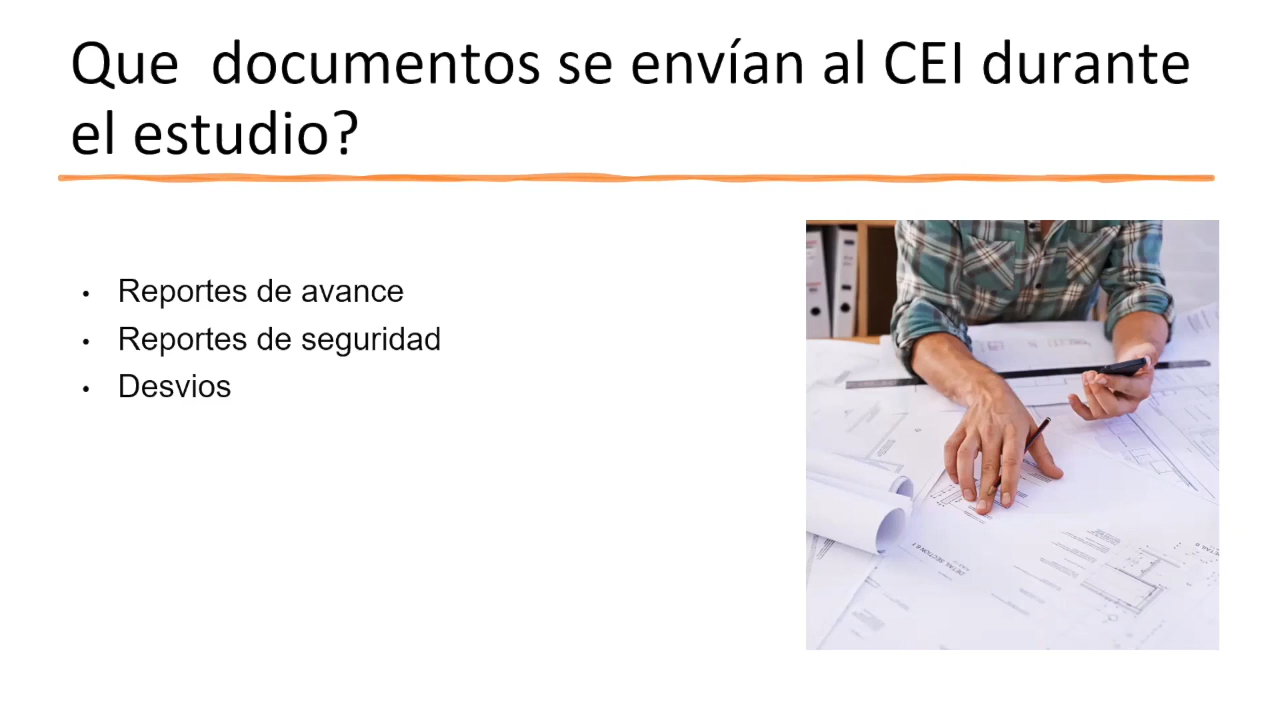 Que  documentos se envían al CEI durante
el estudio?
• Reportes de avance
• Reportes de seguridad
• Desvios